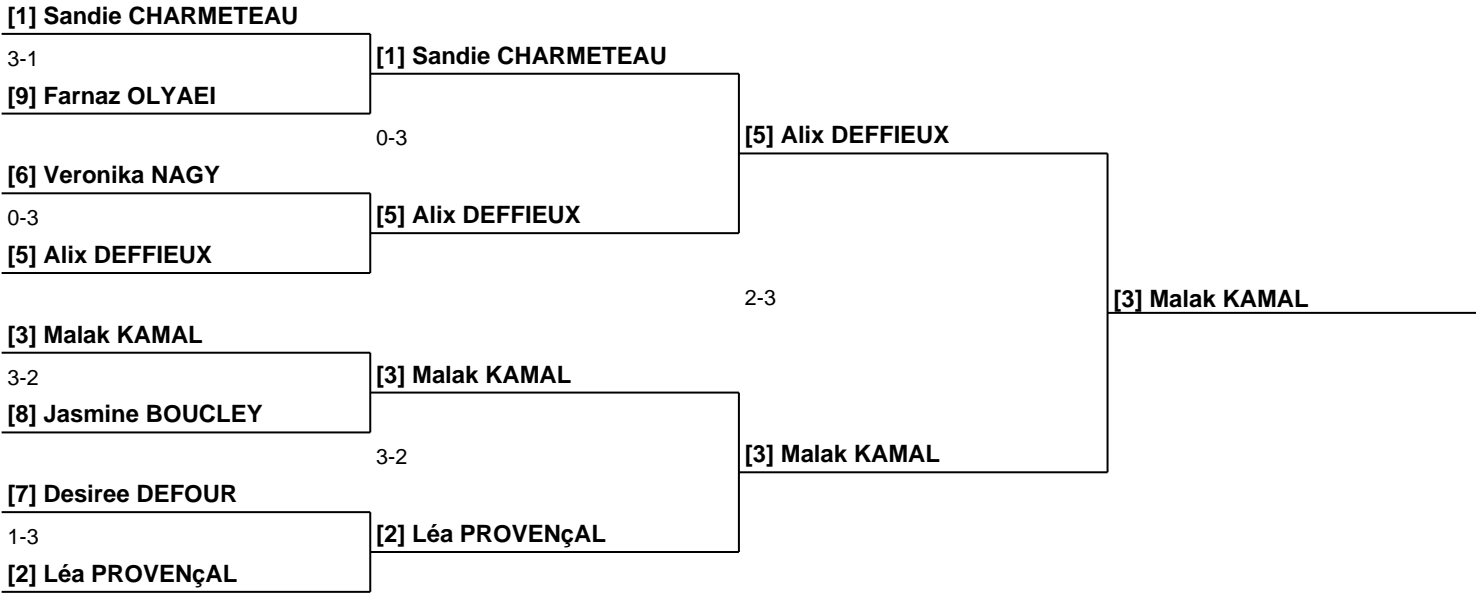 [1] Sandie CHARMETEAU
3-1
[9] Farnaz OLYAEI
[6] Veronika NAGY
0-3
[5] Alix DEFFIEUX
[3] Malak KAMAL
3-2
[8] Jasmine BOUCLEY
[7] Desiree DEFOUR
1-3
[2] Léa PROVENçAL
[1] Sandie CHARMETEAU
0-3
[5] Alix DEFFIEUX
[3] Malak KAMAL
3-2
[2] Léa PROVENçAL
[5] Alix DEFFIEUX
2-3
[3] Malak KAMAL
[3] Malak KAMAL